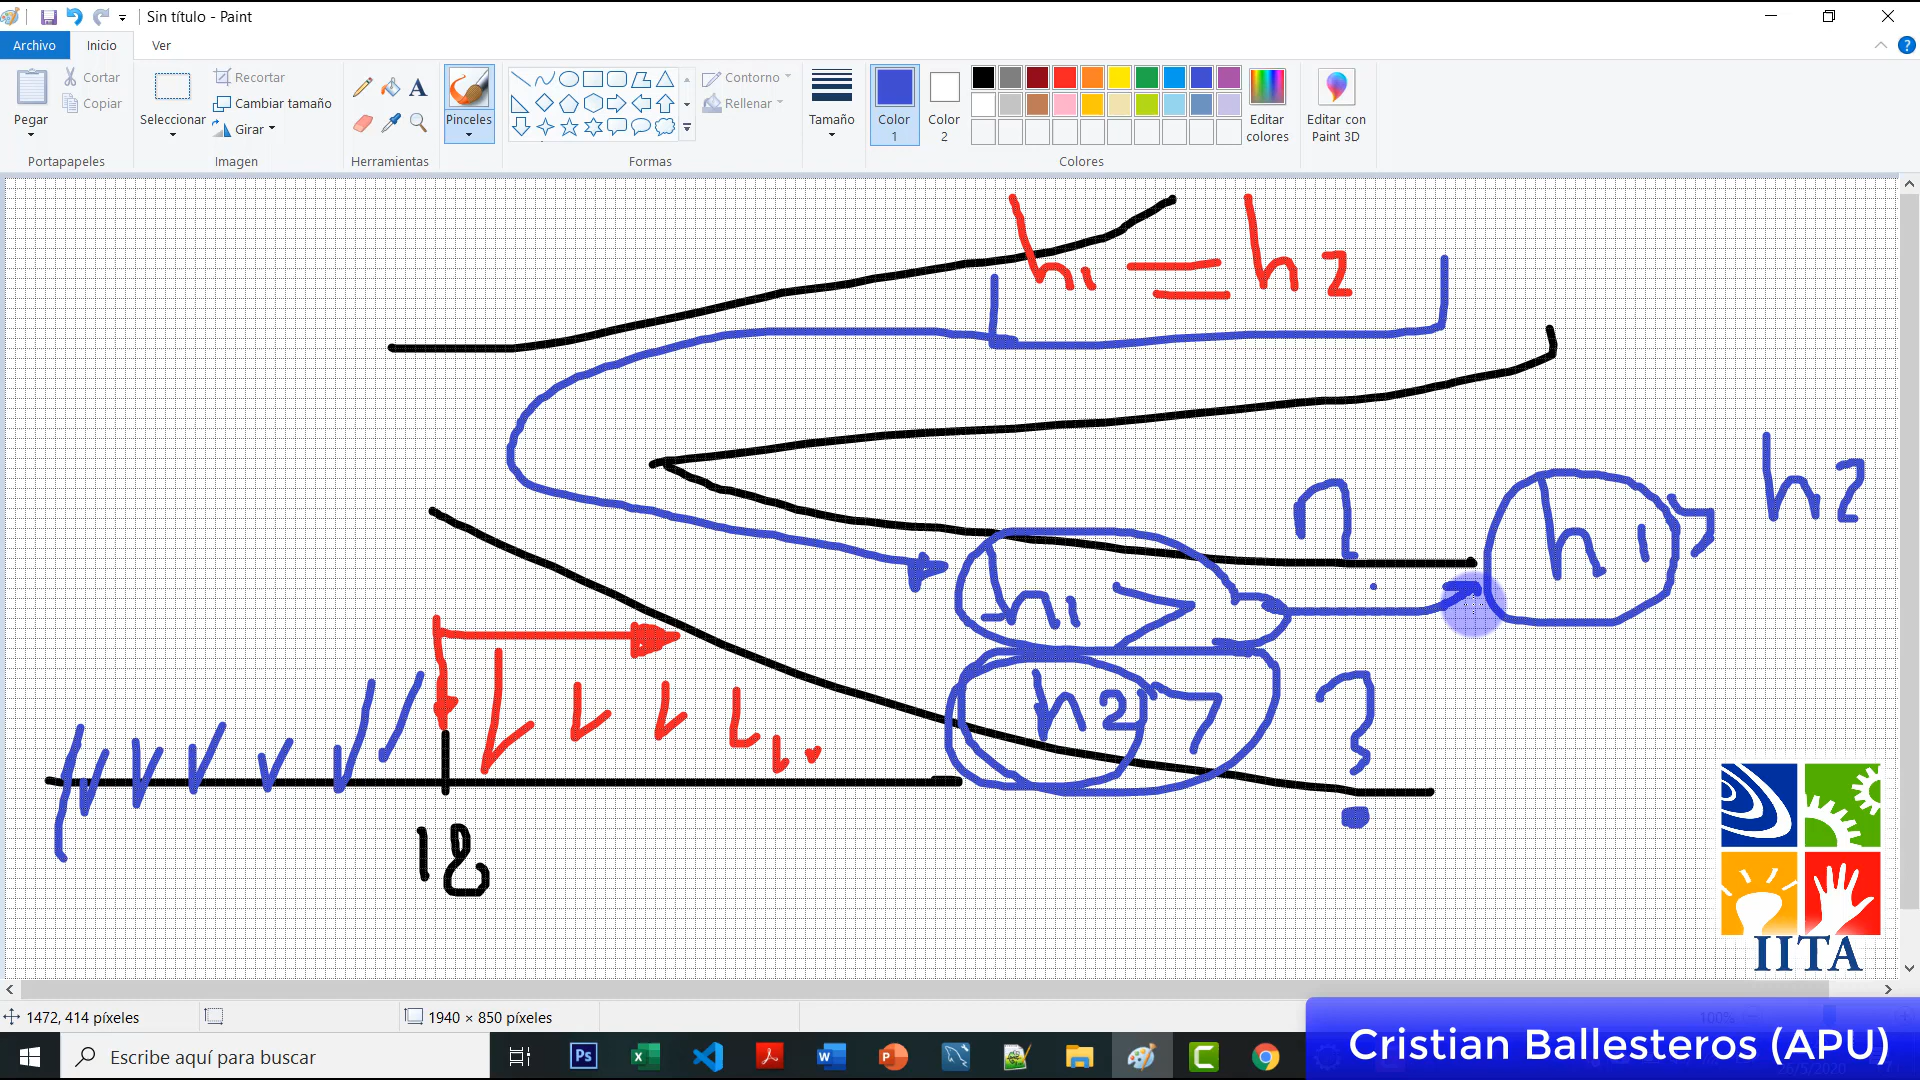 Sin título - Paint
Archivo Inicio Ver
Pegar
Cortar
Copiar
Portapapeles
Seleccionar
Recortar
Cambiar tamaño
Girar
Imagen
A
Herramientas
Pinceles
Formas
Contorno
Rellenar
Tamaño
Color 1
Color 2
Colores
Editar colores
Editar con Paint 3D
h1 = h2
h1
h2
h1 >
h2
?
18
IITA
1472, 414 píxeles
1940 × 850 píxeles
100%
Escribe aquí para buscar
Cristian Ballesteros (APU)